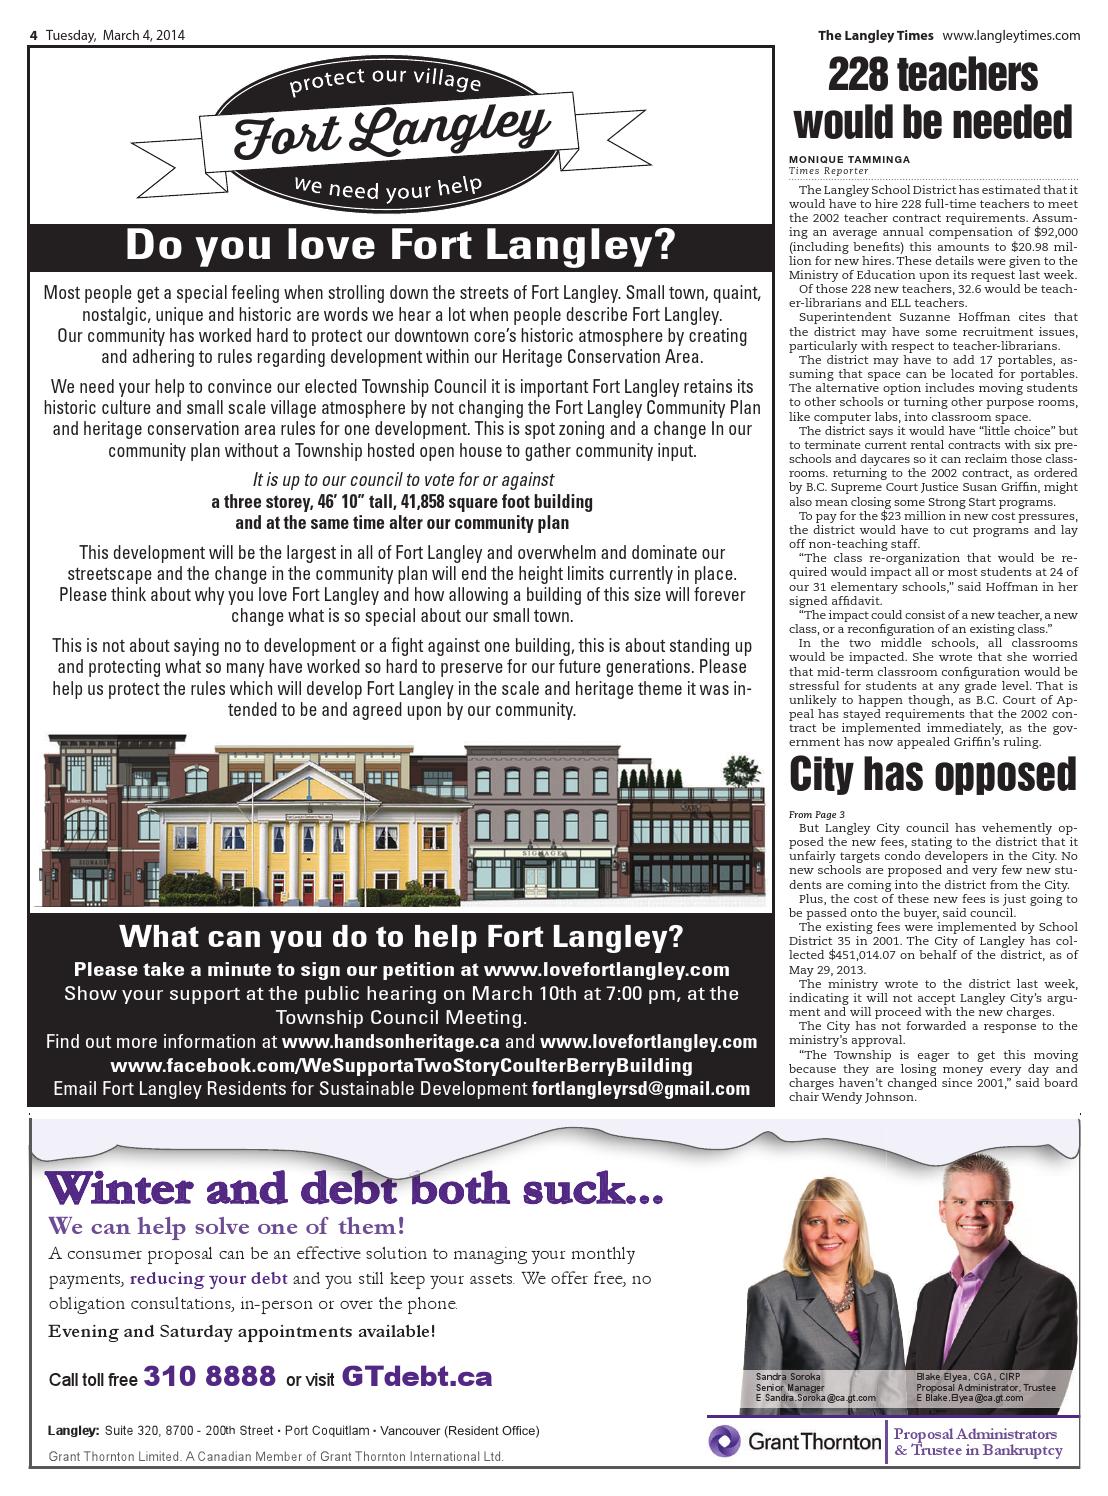 4 Tuesday, March 4, 2014
The Langley Times www.langleytimes.com
protect our village
Fort Langley
we need your help
Do you love Fort Langley?
Most people get a special feeling when strolling down the streets of Fort Langley. Small town, quaint,
nostalgic, unique and historic are words we hear a lot when people describe Fort Langley.
Our community has worked hard to protect our downtown core's historic atmosphere by creating
and adhering to rules regarding development within our Heritage Conservation Area.
We need your help to convince our elected Township Council it is important Fort Langley retains its
historic culture and small scale village atmosphere by not changing the Fort Langley Community Plan
and heritage conservation area rules for one development. This is spot zoning and a change In our
community plan without a Township hosted open house to gather community input.
It is up to our council to vote for or against
a three storey, 46' 10" tall, 41,858 square foot building
and at the same time alter our community plan
This development will be the largest in all of Fort Langley and overwhelm and dominate our
streetscape and the change in the community plan will end the height limits currently in place.
Please think about why you love Fort Langley and how allowing a building of this size will forever
change what is so special about our small town.
This is not about saying no to development or a fight against one building, this is about standing up
and protecting what so many have worked so hard to preserve for our future generations. Please
help us protect the rules which will develop Fort Langley in the scale and heritage theme it was in-
tended to be and agreed upon by our community.
Coulter Berry Building
SIGNAGE
SIGNAGE
What can you do to help Fort Langley?
Please take a minute to sign our petition at www.lovefortlangley.com
Show your support at the public hearing on March 10th at 7:00 pm, at the
Township Council Meeting.
Find out more information at www.handsonheritage.ca and www.lovefortlangley.com
www.facebook.com/WeSupportaTwoStoryCoulterBerryBuilding
Email Fort Langley Residents for Sustainable Development fortlangleyrsd@gmail.com
228 teachers
would be needed
MONIQUE TAMMINGA
Times Reporter
The Langley School District has estimated that it
would have to hire 228 full-time teachers to meet
the 2002 teacher contract requirements. Assum-
ing an average annual compensation of $92,000
(including benefits) this amounts to $20.98 mil-
lion for new hires. These details were given to the
Ministry of Education upon its request last week.
Of those 228 new teachers, 32.6 would be teach-
er-librarians and ELL teachers.
Superintendent Suzanne Hoffman cites that
the district may have some recruitment issues,
particularly with respect to teacher-librarians.
The district may have to add 17 portables, as-
suming that space can be located for portables.
The alternative option includes moving students
to other schools or turning other purpose rooms,
like computer labs, into classroom space.
The district says it would have "little choice" but
to terminate current rental contracts with six pre-
schools and daycares so it can reclaim those class-
rooms. returning to the 2002 contract, as ordered
by B.C. Supreme Court Justice Susan Griffin, might
also mean closing some Strong Start programs.
To pay for the $23 million in new cost pressures,
the district would have to cut programs and lay
off non-teaching staff.
"The class re-organization that would be re-
quired would impact all or most students at 24 of
our 31 elementary schools," said Hoffman in her
signed affidavit.
"The impact could consist of a new teacher, a new
class, or a reconfiguration of an existing class."
In the two middle schools, all classrooms
would be impacted. She wrote that she worried
that mid-term classroom configuration would be
stressful for students at any grade level. That is
unlikely to happen though, as B.C. Court of Ap-
peal has stayed requirements that the 2002 con-
tract be implemented immediately, as the gov-
ernment has now appealed Griffin's ruling.
City has opposed
From Page 3
But Langley City council has vehemently op-
posed the new fees, stating to the district that it
unfairly targets condo developers in the City. No
new schools are proposed and very few new stu-
dents are coming into the district from the City.
Plus, the cost of these new fees is just going to
be passed onto the buyer, said council.
The existing fees were implemented by School
District 35 in 2001. The City of Langley has col-
lected $451,014.07 on behalf of the district, as of
May 29, 2013.
The ministry wrote to the district last week,
indicating it will not accept Langley City's argu-
ment and will proceed with the new charges.
The City has not forwarded a response to the
ministry's approval.
"The Township is eager to get this moving
because they are losing money every day and
charges haven't changed since 2001," said board
chair Wendy Johnson.
Winter and debt both suck...
We can help solve one of them!
A consumer proposal can be an effective solution to managing your monthly
payments, reducing your debt and you still keep your assets. We offer free, no
obligation consultations, in-person or over the phone.
Evening and Saturday appointments available!
Call toll free 310 8888 or visit GTdebt.ca
Langley: Suite 320, 8700 - 200th Street • Port Coquitlam • Vancouver (Resident Office)
Grant Thornton Limited. A Canadian Member of Grant Thornton International Ltd.
Sandra Soroka
Senior Manager
E Sandra.Soroka@ca.gt.com
Blake Elyea, CGA, CIRP
Proposal Administrator, Trustee
E Blake.Elyea@ca.gt.com
Grant Thornton
Proposal Administrators
& Trustee in Bankruptcy